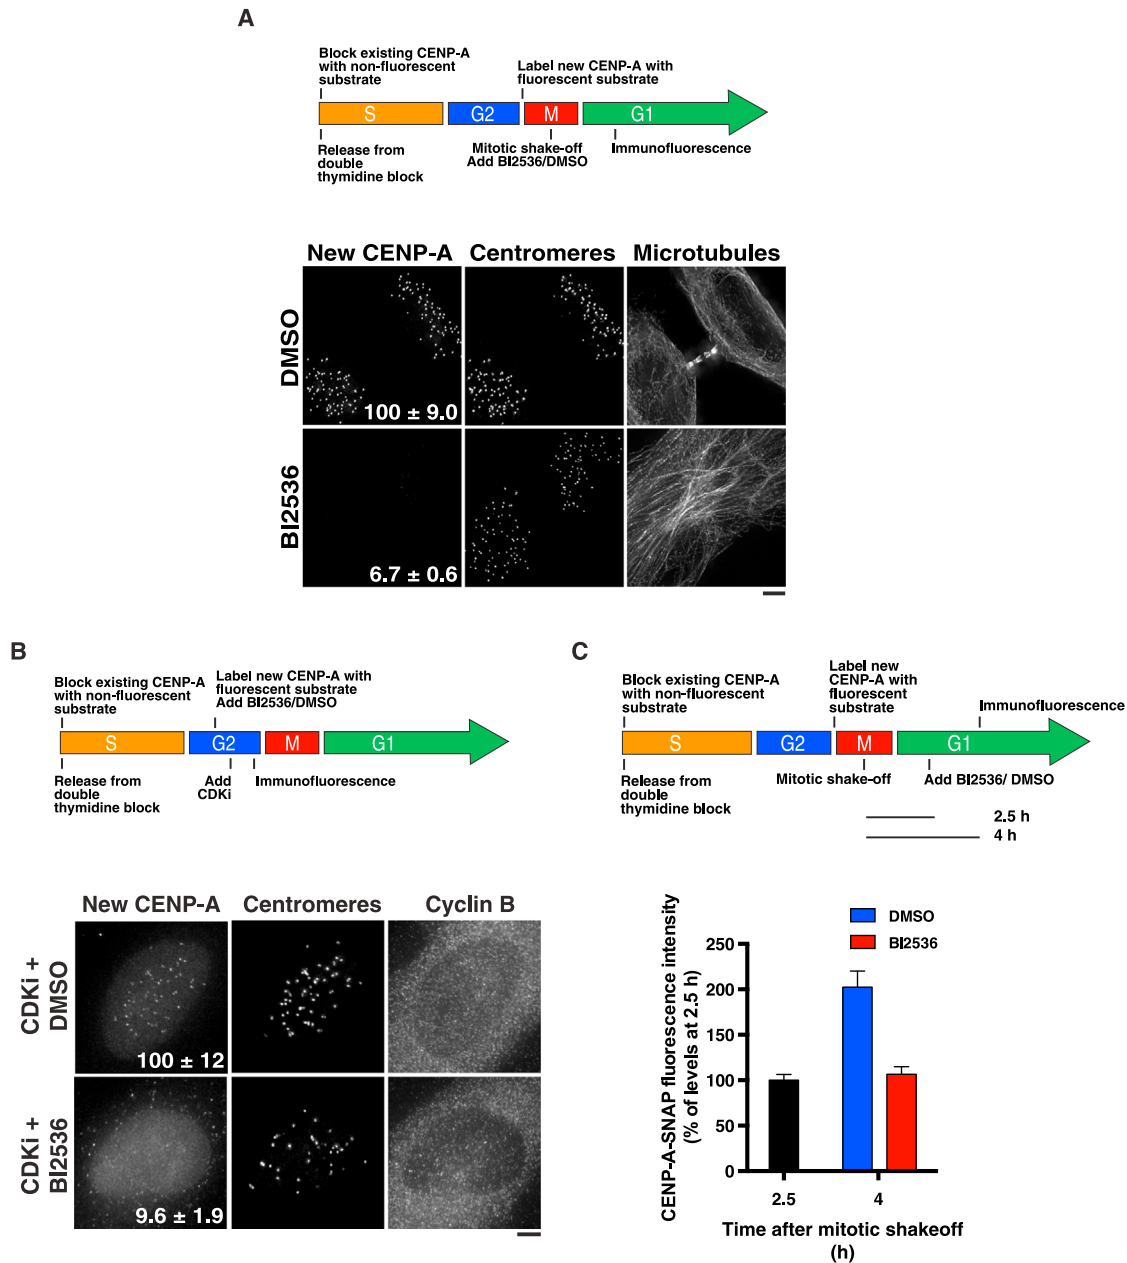 A
Block existing CENP-A
with non-fluorescent
substrate
Label new CENP-A with
fluorescent substrate
S
G2
M
G1
Release from
double
thymidine block
Mitotic shake-off
Add BI2536/DMSO
Immunofluorescence
New CENP-A
Centromeres
Microtubules
DMSO
100 ± 9.0
BI2536
6.7 ± 0.6
B
Block existing CENP-A
with non-fluorescent
substrate
Label new CENP-A with
fluorescent substrate
Add BI2536/DMSO
S
G2
M
G1
Release from
double
thymidine block
Add
CDKi
Immunofluorescence
New CENP-A
Centromeres
Cyclin B
CDKi +
DMSO
100 ± 12
CDKi +
BI2536
9.6 ± 1.9
C
Block existing CENP-A
with non-fluorescent
substrate
Label new
CENP-A with
fluorescent
substrate
Immunofluorescence
S
G2
M
G1
Release from
double
thymidine block
Mitotic shake-off
Add BI2536/ DMSO
2.5 h
4 h
DMSO
BI2536
CENP-A-SNAP fluorescence intensity
(% of levels at 2.5 h)
250
200
150
100
50
0
2.5
4
Time after mitotic shakeoff
(h)